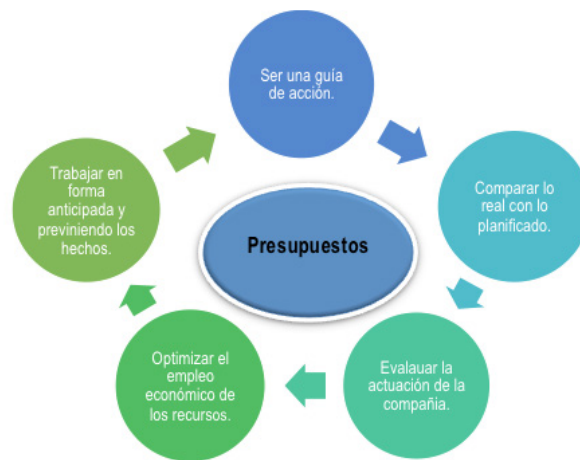 Ser una guía
de acción.
Comparar lo
real con lo
planificado.
Evalauar la
actuación de la
compañia.
Optimizar el
empleo
económico de
los recursos.
Trabajar en
forma
anticipada y
previniendo los
hechos.
Presupuestos